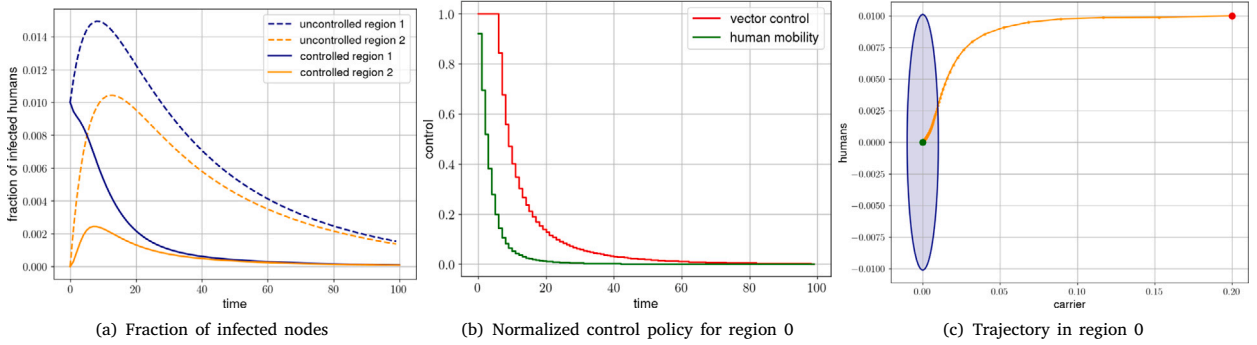 0.014
0.012
0.010
0.008
0.006
0.004
0.002
0.000
fraction of infected humans
uncontrolled region 1
uncontrolled region 2
controlled region 1
controlled region 2
0 20 40 60 80 100
time
(a) Fraction of infected nodes
1.0
0.8
0.6
0.4
0.2
0.0
control
vector control
human mobility
0 20 40 60 80 100
time
(b) Normalized control policy for region 0
0.0100
0.0075
0.0050
0.0025
0.0000
−0.0025
−0.0050
−0.0075
−0.0100
humans
0.00 0.05 0.10 0.15 0.20
carrier
(c) Trajectory in region 0